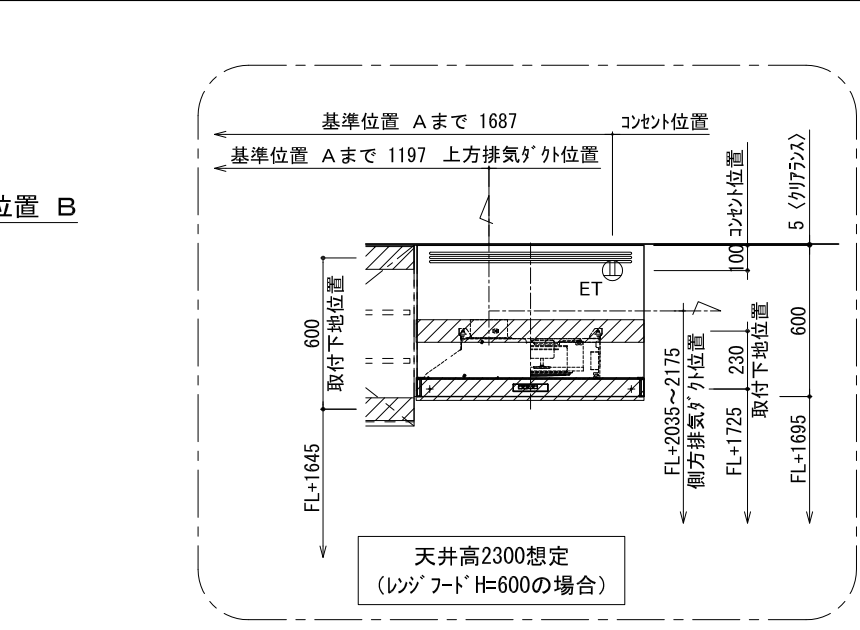 基準位置 Aまで 1687
コンセント位置
基準位置 Aまで 1197
上方排気ダクト位置
位置 B
100
コンセント位置
5 〈クリアランス〉
ET
600
取付下地位置
FL+1645
FL+2035～2175
側方排気ダクト位置
230
取付下地位置
FL+1725
600
FL+1695
天井高2300想定
(レンジフードH=600の場合)